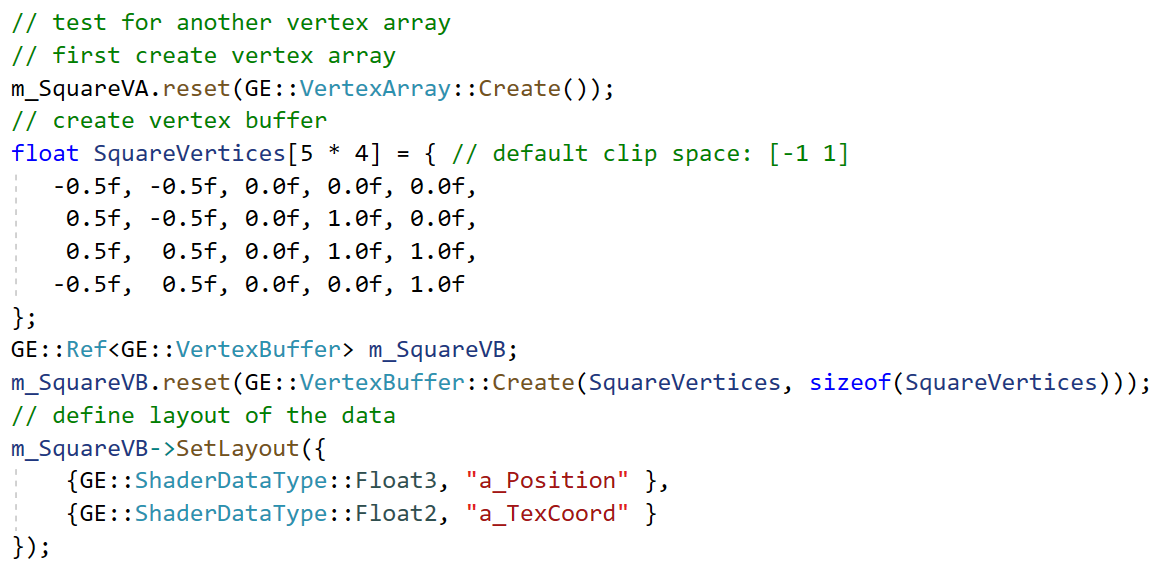 // test for another vertex array
// first create vertex array
m_SquareVA.reset(GE::VertexArray::Create());
// create vertex buffer
float SquareVertices[5 * 4] = { // default clip space: [-1 1]
   -0.5f, -0.5f, 0.0f, 0.0f, 0.0f,
    0.5f, -0.5f, 0.0f, 1.0f, 0.0f,
    0.5f,  0.5f, 0.0f, 1.0f, 1.0f,
   -0.5f,  0.5f, 0.0f, 0.0f, 1.0f
};
GE::Ref<GE::VertexBuffer> m_SquareVB;
m_SquareVB.reset(GE::VertexBuffer::Create(SquareVertices, sizeof(SquareVertices)));
// define layout of the data
m_SquareVB->SetLayout({
    {GE::ShaderDataType::Float3, "a_Position" },
    {GE::ShaderDataType::Float2, "a_TexCoord" }
});